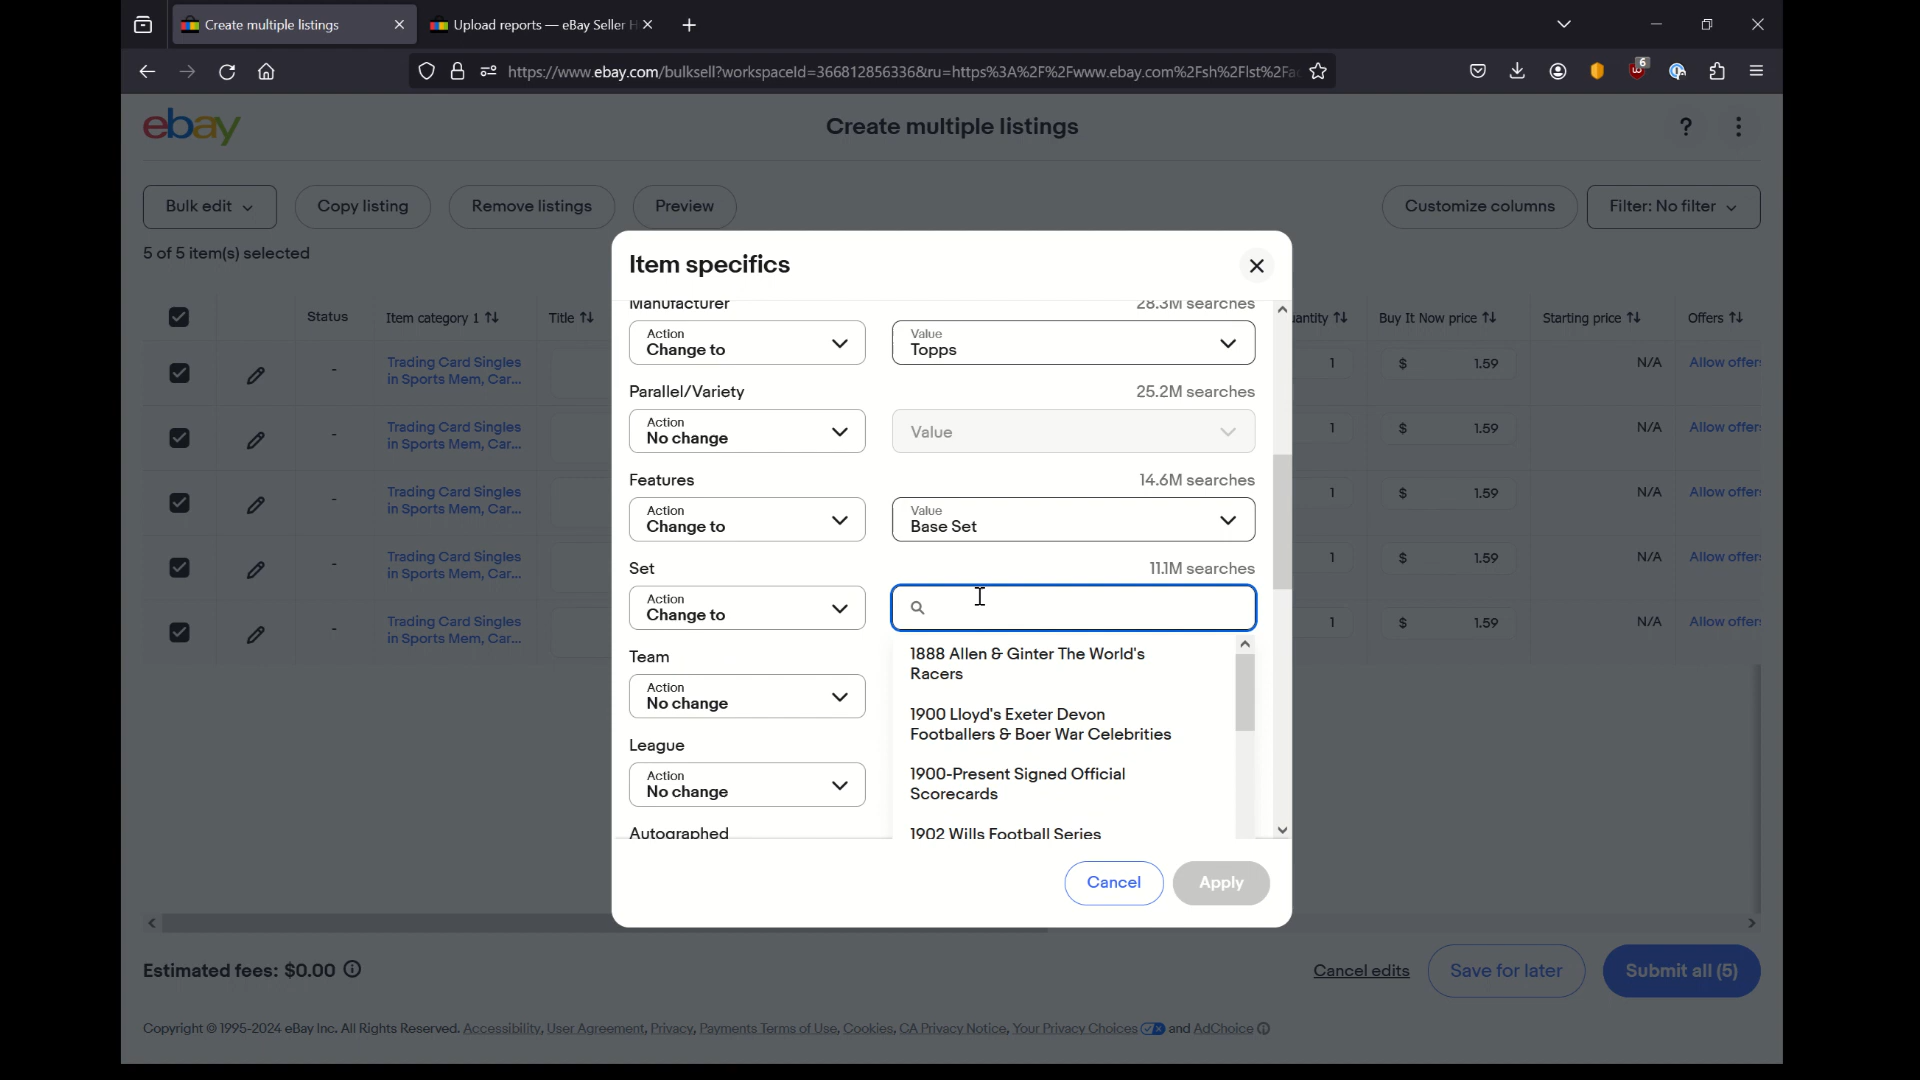 Create multiple listings
Upload reports — eBay Seller H
https://www.ebay.com/bulksell?workspaceId=366812856336&ru=https%3A%2F%2Fwww.ebay.com%2Fsh%2Flst%2Fa
6
ebay
Create multiple listings
?
Bulk edit
Copy listing
Remove listings
Preview
Customize columns
Filter: No filter
5 of 5 item(s) selected
Status
Item category 1
Title
uantity
Buy It Now price
Starting price
Offers
Trading Card Singles
in Sports Mem, Car...
-
1
$
1.59
N/A
Allow offer
Trading Card Singles
in Sports Mem, Car...
-
1
$
1.59
N/A
Allow offer
Trading Card Singles
in Sports Mem, Car...
-
1
$
1.59
N/A
Allow offer
Trading Card Singles
in Sports Mem, Car...
-
1
$
1.59
N/A
Allow offer
Trading Card Singles
in Sports Mem, Car...
-
1
$
1.59
N/A
Allow offer
Item specifics
Manufacturer
28.3M searches
Action
Change to
Value
Topps
Parallel/Variety
25.2M searches
Action
No change
Value
Features
14.6M searches
Action
Change to
Value
Base Set
Set
11.1M searches
Action
Change to
Team
Action
No change
League
Action
No change
Autographed
1888 Allen & Ginter The World's
Racers
1900 Lloyd's Exeter Devon
Footballers & Boer War Celebrities
1900-Present Signed Official
Scorecards
1902 Wills Football Series
Cancel
Apply
Estimated fees: $0.00
Cancel edits
Save for later
Submit all (5)
Copyright © 1995-2024 eBay Inc. All Rights Reserved. Accessibility, User Agreement, Privacy, Payments Terms of Use, Cookies, CA Privacy Notice, Your Privacy Choices and AdChoice